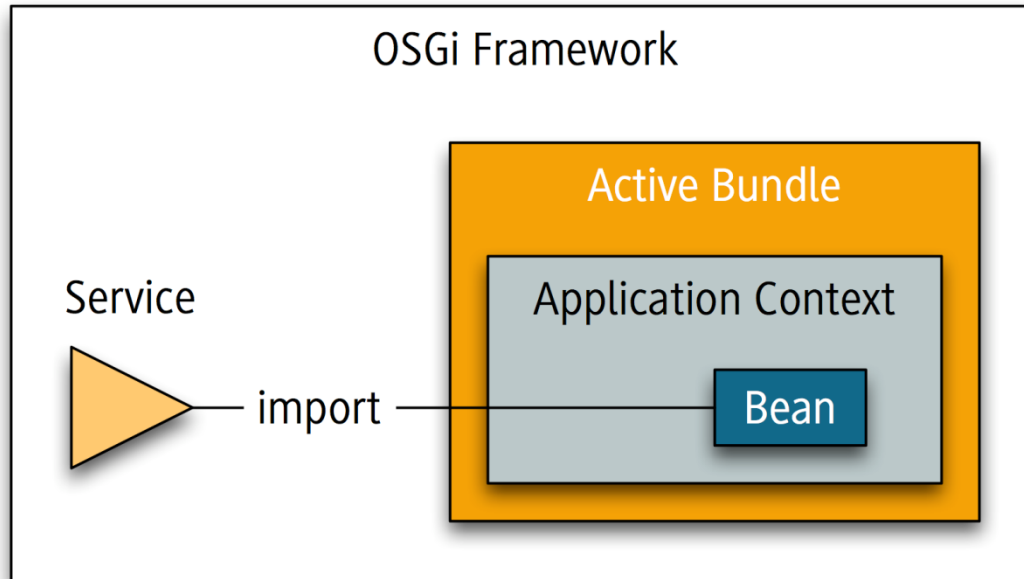 OSGi Framework
Active Bundle
Service
Application Context
import
Bean